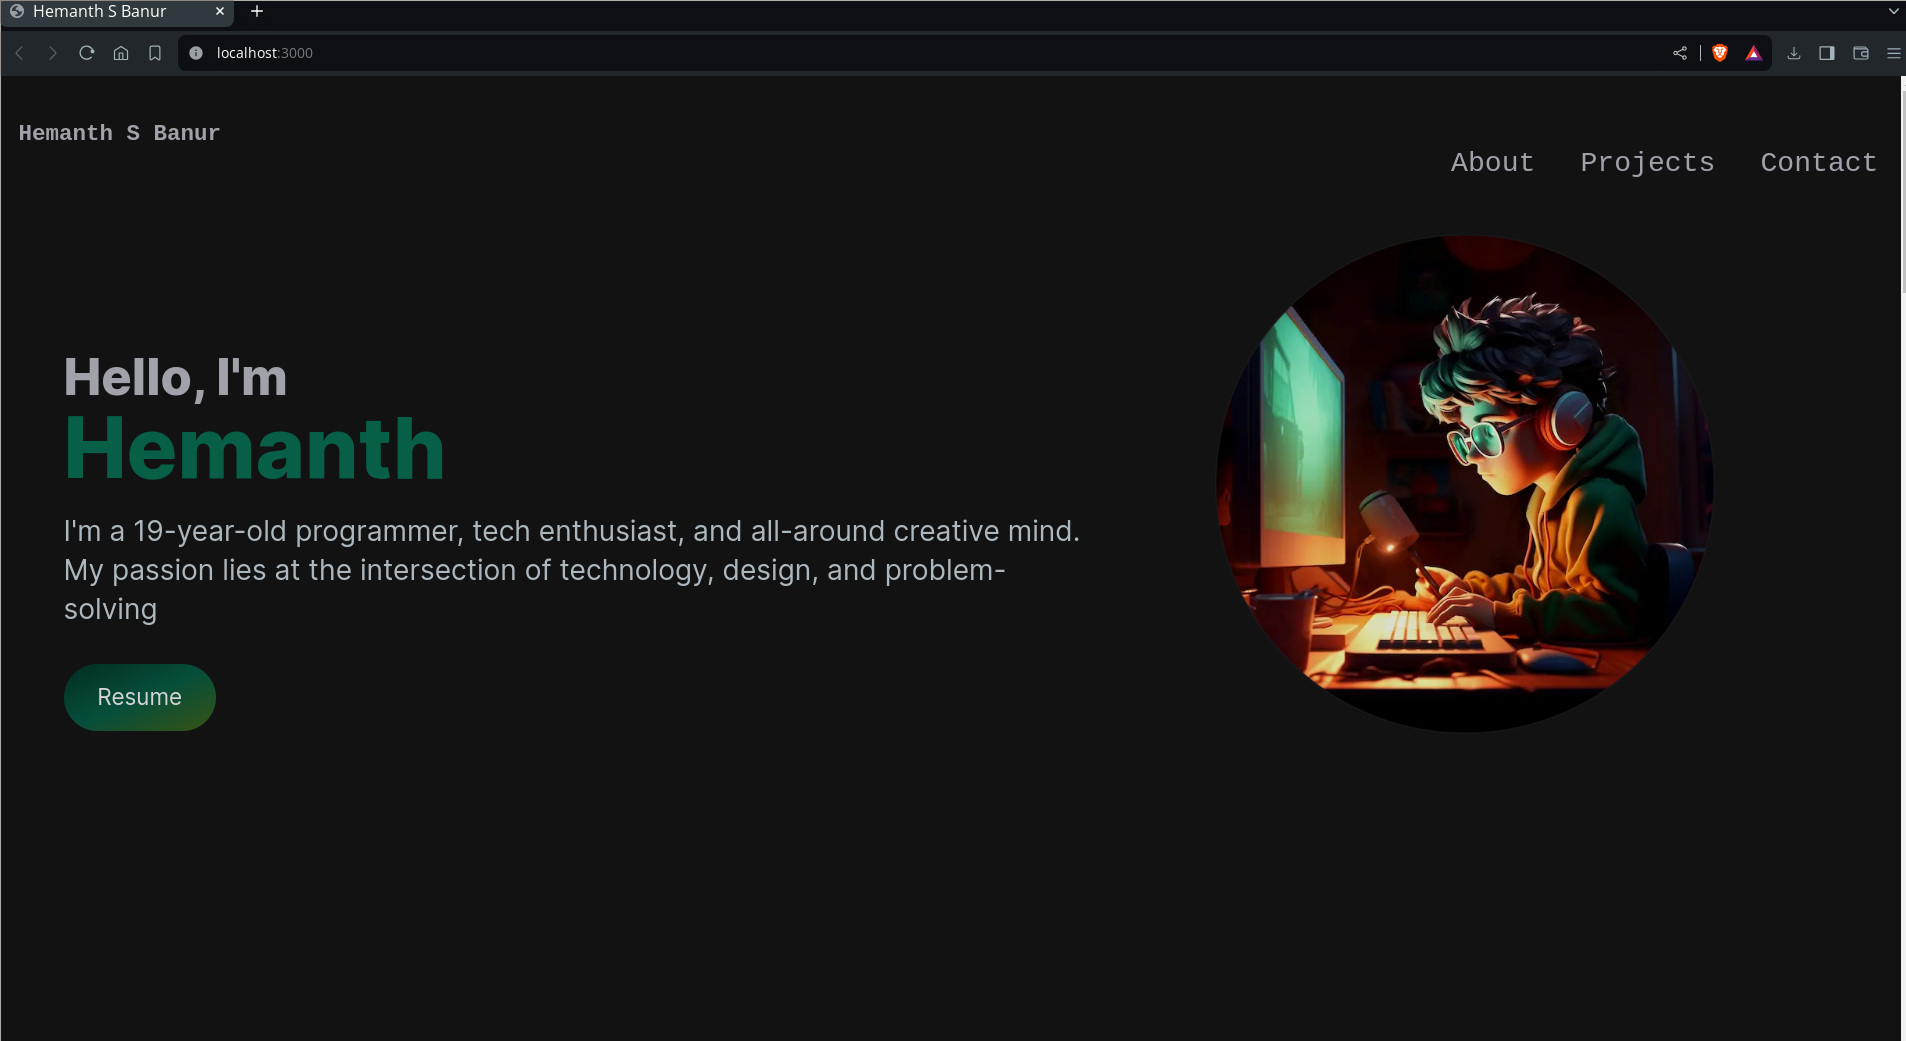 Hemanth S Banur
localhost:3000
Hemanth S Banur
About Projects Contact
Hello, I'm
Hemanth
I'm a 19-year-old programmer, tech enthusiast, and all-around creative mind.
My passion lies at the intersection of technology, design, and problem-
solving
Resume